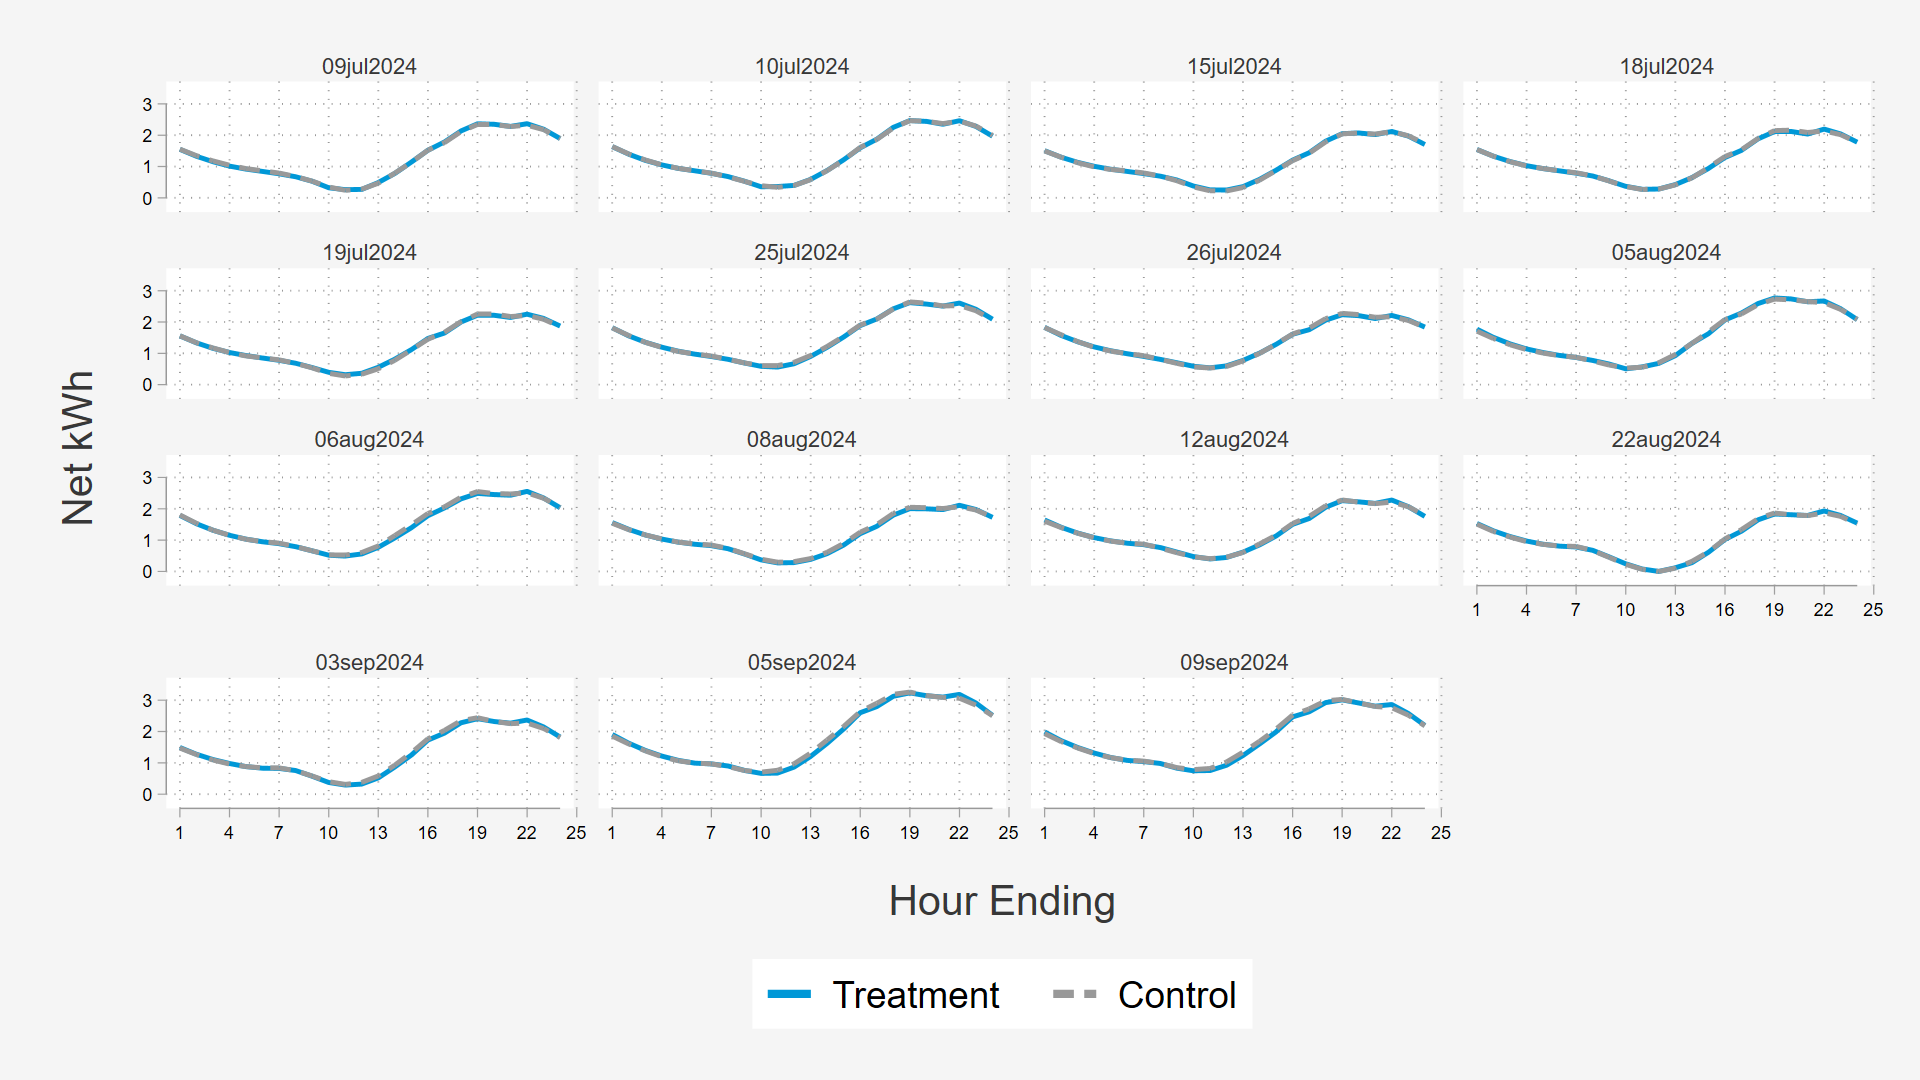 09jul2024 10jul2024 15jul2024 18jul2024
3
2
1
0
19jul2024 25jul2024 26jul2024 05aug2024
3
2
1
0
06aug2024 08aug2024 12aug2024 22aug2024
3
2
1
0
1 4 7 10 13 16 19 22 25
03sep2024 05sep2024 09sep2024
3
2
1
0
1 4 7 10 13 16 19 22 25 1 4 7 10 13 16 19 22 25 1 4 7 10 13 16 19 22 25
Net kWh
Hour Ending
Treatment Control